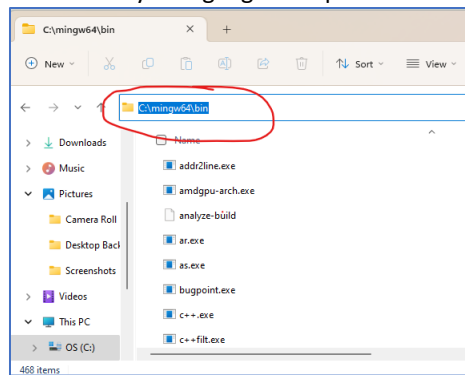 C:\mingw64\bin
New
Sort
View
C:\mingw64\bin
Name
Downloads
Music
Pictures
Camera Roll
Desktop Back
Screenshots
Videos
This PC
OS (C:)
addr2line.exe
amdgpu-arch.exe
analyze-build
ar.exe
as.exe
bugpoint.exe
c++.exe
c++filt.exe
468 items